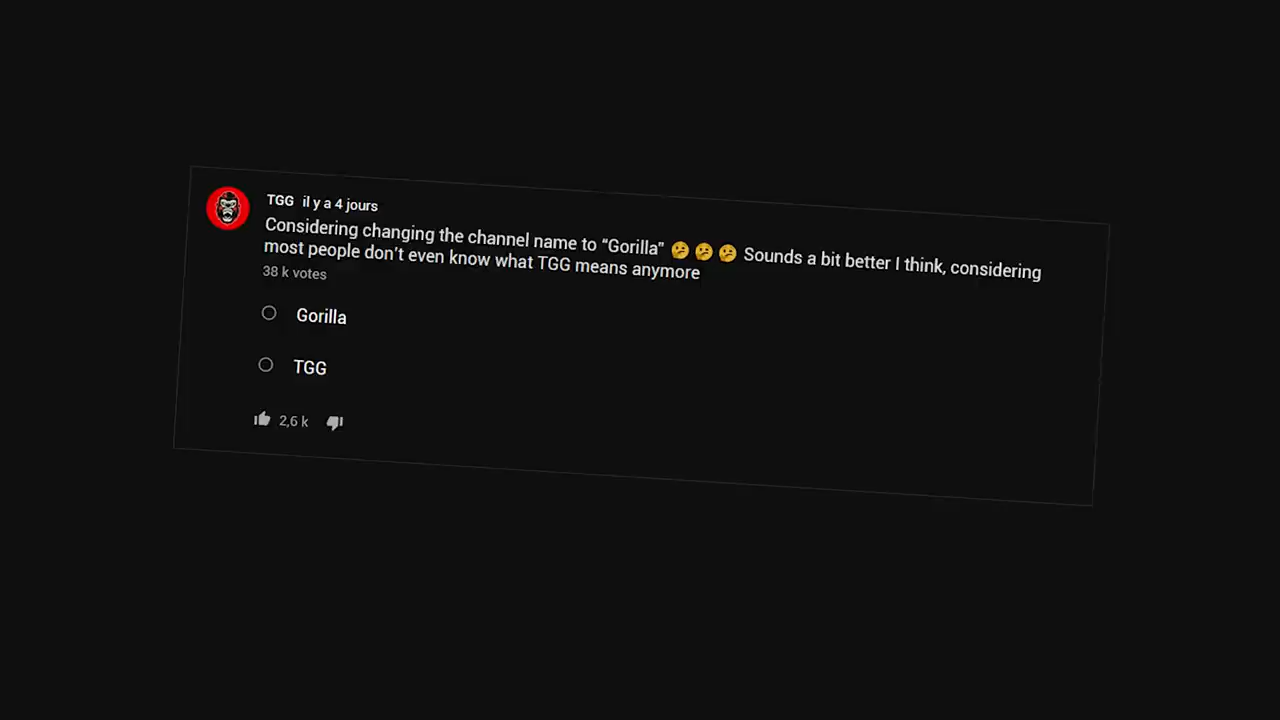 TGG il y a 4 jours
Considering changing the channel name to “Gorilla” 🤔🤔🤔 Sounds a bit better I think, considering
most people don’t even know what TGG means anymore
38 k votes
Gorilla
TGG
2,6 k